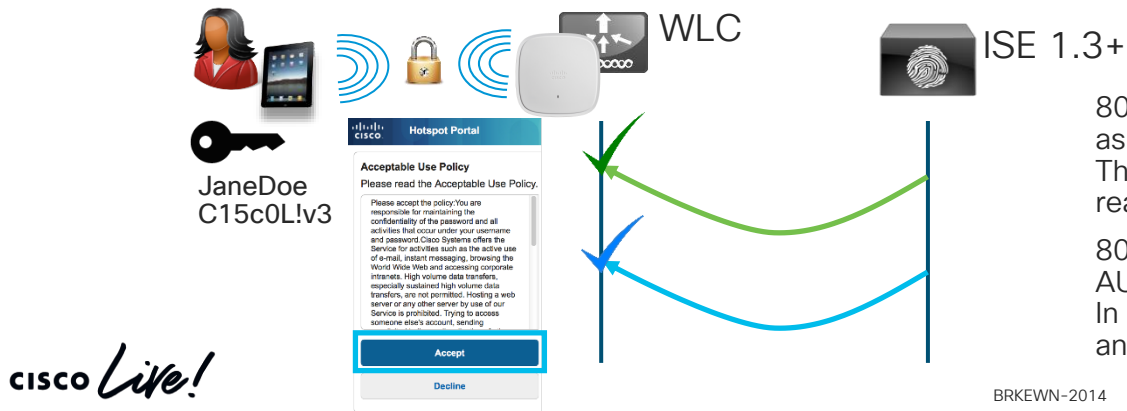 WLC
ISE 1.3+
CISCO
Hotspot Portal
JaneDoe
C15c0L!v3
Acceptable Use Policy
Please read the Acceptable Use Policy.
Please accept the policy:You are
responsible for maintaining the
confidentiality of the password and all
activities that occur under your username
and password.Cisco Systems offers the
Service for activities such as the active use
of e-mail, instant messaging, browsing the
World Wide Web and accessing corporate
intranets. High volume data transfers,
especially sustained high volume data
transfers, are not permitted. Hosting a web
server or any other server by use of our
Service is prohibited. Trying to access
someone else's account, sending
Accept
Decline
80
as
Th
rea
80
AU
In
an
CISCO Live!
BRKEWN-2014